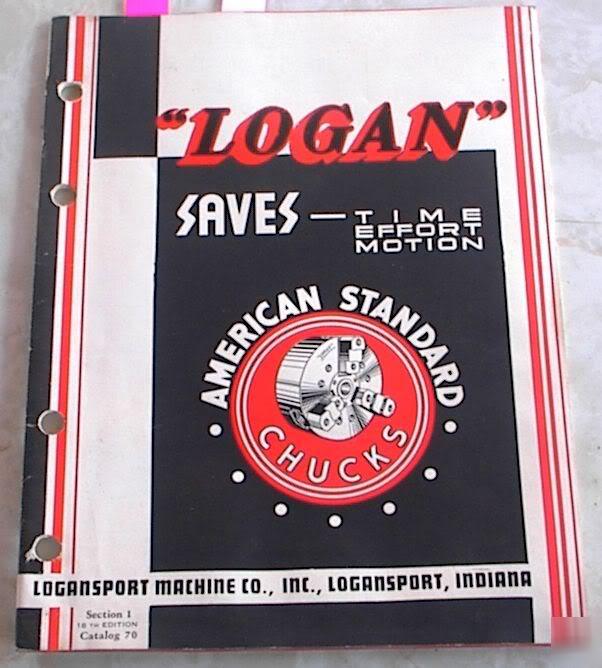 "LOGAN"
SAVES — TIME
EFFORT
MOTION
AMERICAN STANDARD
CHUCKS
LOGANSPORT MACHINE CO., INC., LOGANSPORT, INDIANA
Section 1
18 TH EDITION
Catalog 70